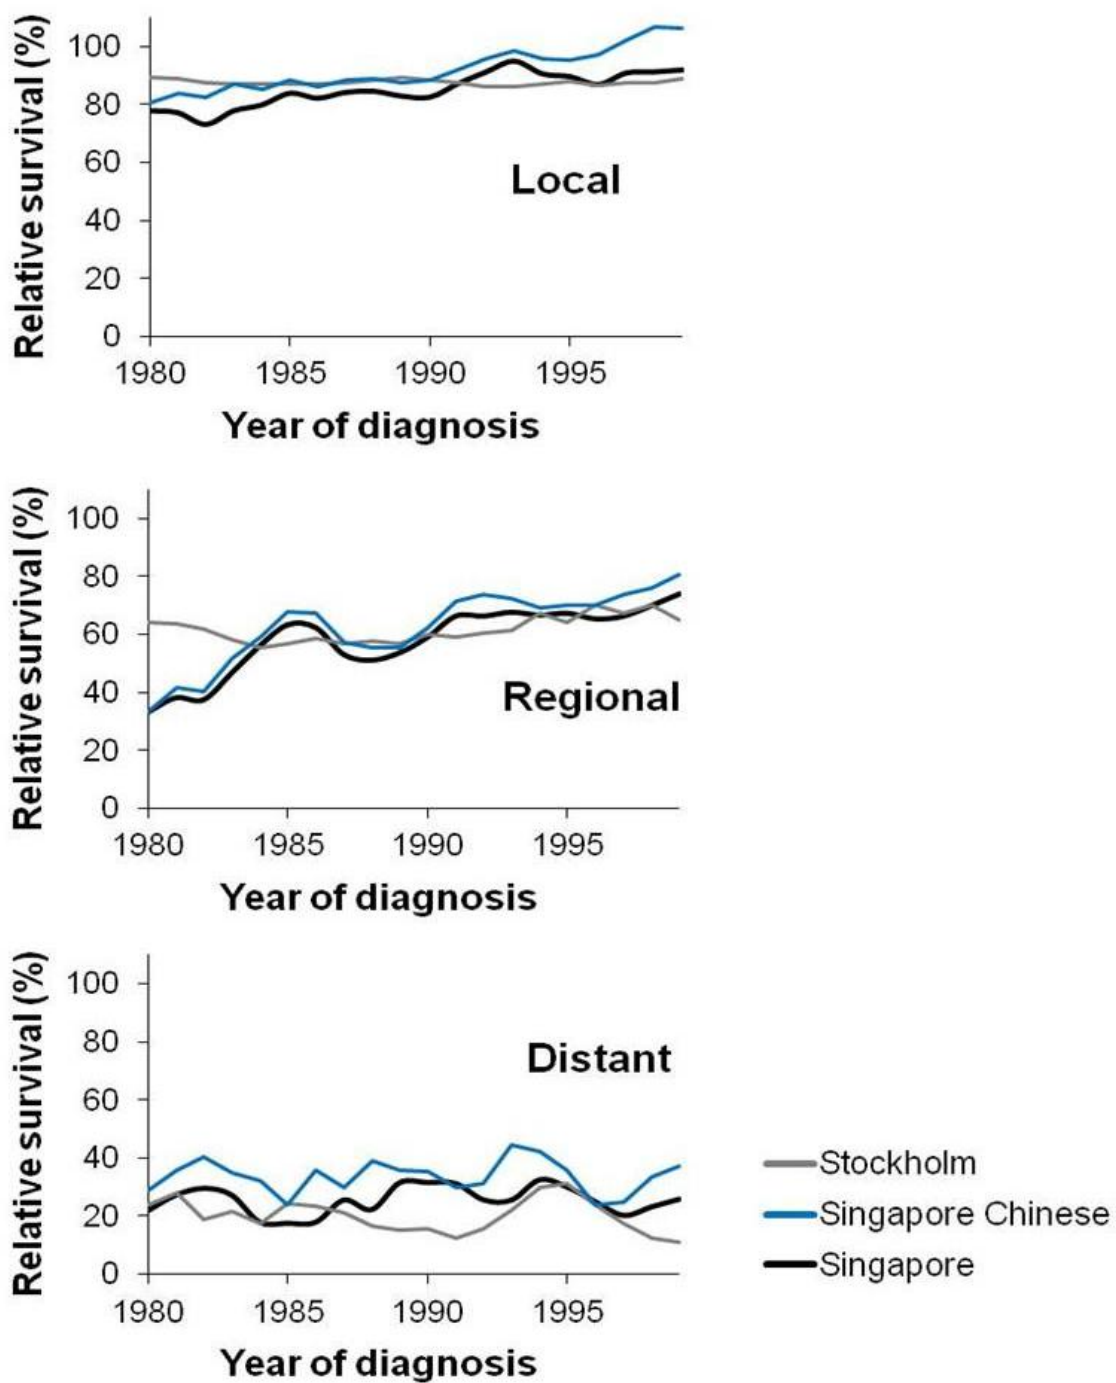 Relative survival (%)
100
80
60
40
20
0
Local
1980 1985 1990 1995
Year of diagnosis
Relative survival (%)
100
80
60
40
20
0
Regional
1980 1985 1990 1995
Year of diagnosis
Relative survival (%)
100
80
60
40
20
0
Distant
1980 1985 1990 1995
Year of diagnosis
Stockholm
Singapore Chinese
Singapore